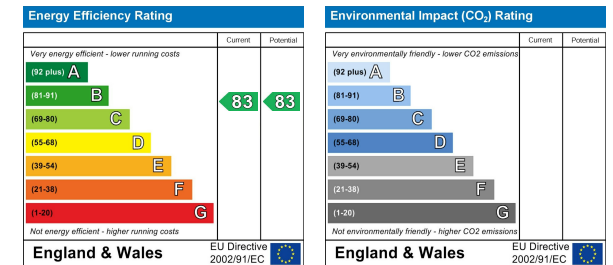 Energy Efficiency Rating
Current Potential
Very energy efficient - lower running costs
(92 plus) A
(81-91) B
83 83
(69-80) C
(55-68) D
(39-54) E
(21-38) F
(1-20) G
Not energy efficient - higher running costs
England & Wales
EU Directive
2002/91/EC
Environmental Impact (CO₂) Rating
Current Potential
Very environmentally friendly - lower CO2 emissions
(92 plus) A
(81-91) B
(69-80) C
(55-68) D
(39-54) E
(21-38) F
(1-20) G
Not environmentally friendly - higher CO2 emissions
England & Wales
EU Directive
2002/91/EC